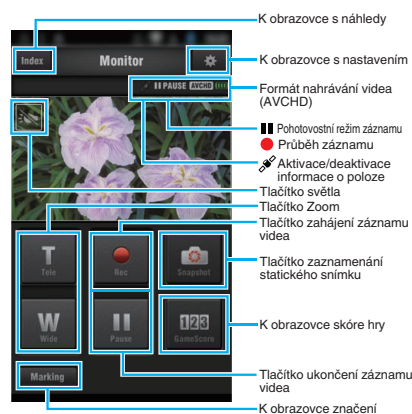 K obrazovce s náhledy
Index
Monitor
K obrazovce s nastavením
PAUSE AVCHD
Formát nahrávání videa
(AVCHD)
Pohotovostní režim záznamu
Průběh záznamu
Aktivace/deaktivace
informace o poloze
Tlačítko světla
Tlačítko Zoom
Tlačítko zahájení záznamu
videa
T
Tele
Rec
Snapshot
Tlačítko zaznamenání
statického snímku
W
Wide
Pause
123
GameScore
K obrazovce skóre hry
Marking
Tlačítko ukončení záznamu
videa
K obrazovce značení